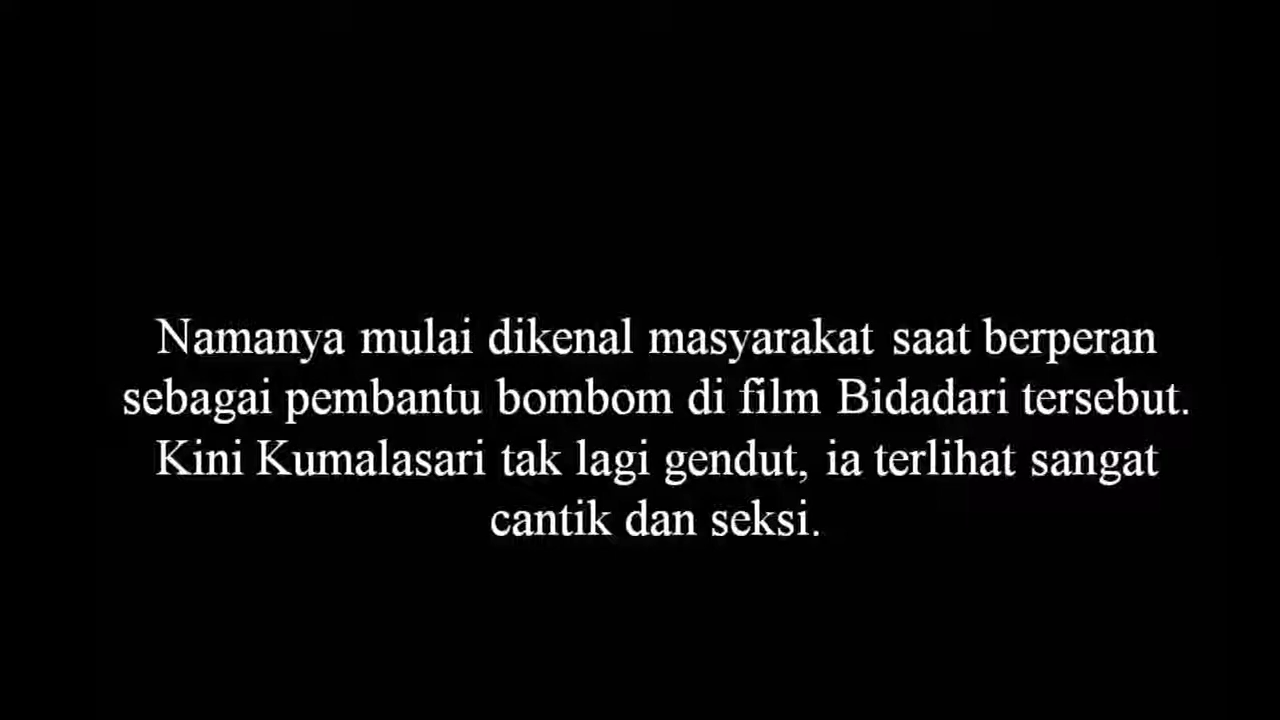 Namanya mulai dikenal masyarakat saat berperan
sebagai pembantu bombom di film Bidadari tersebut.
Kini Kumalasari tak lagi gendut, ia terlihat sangat
cantik dan seksi.